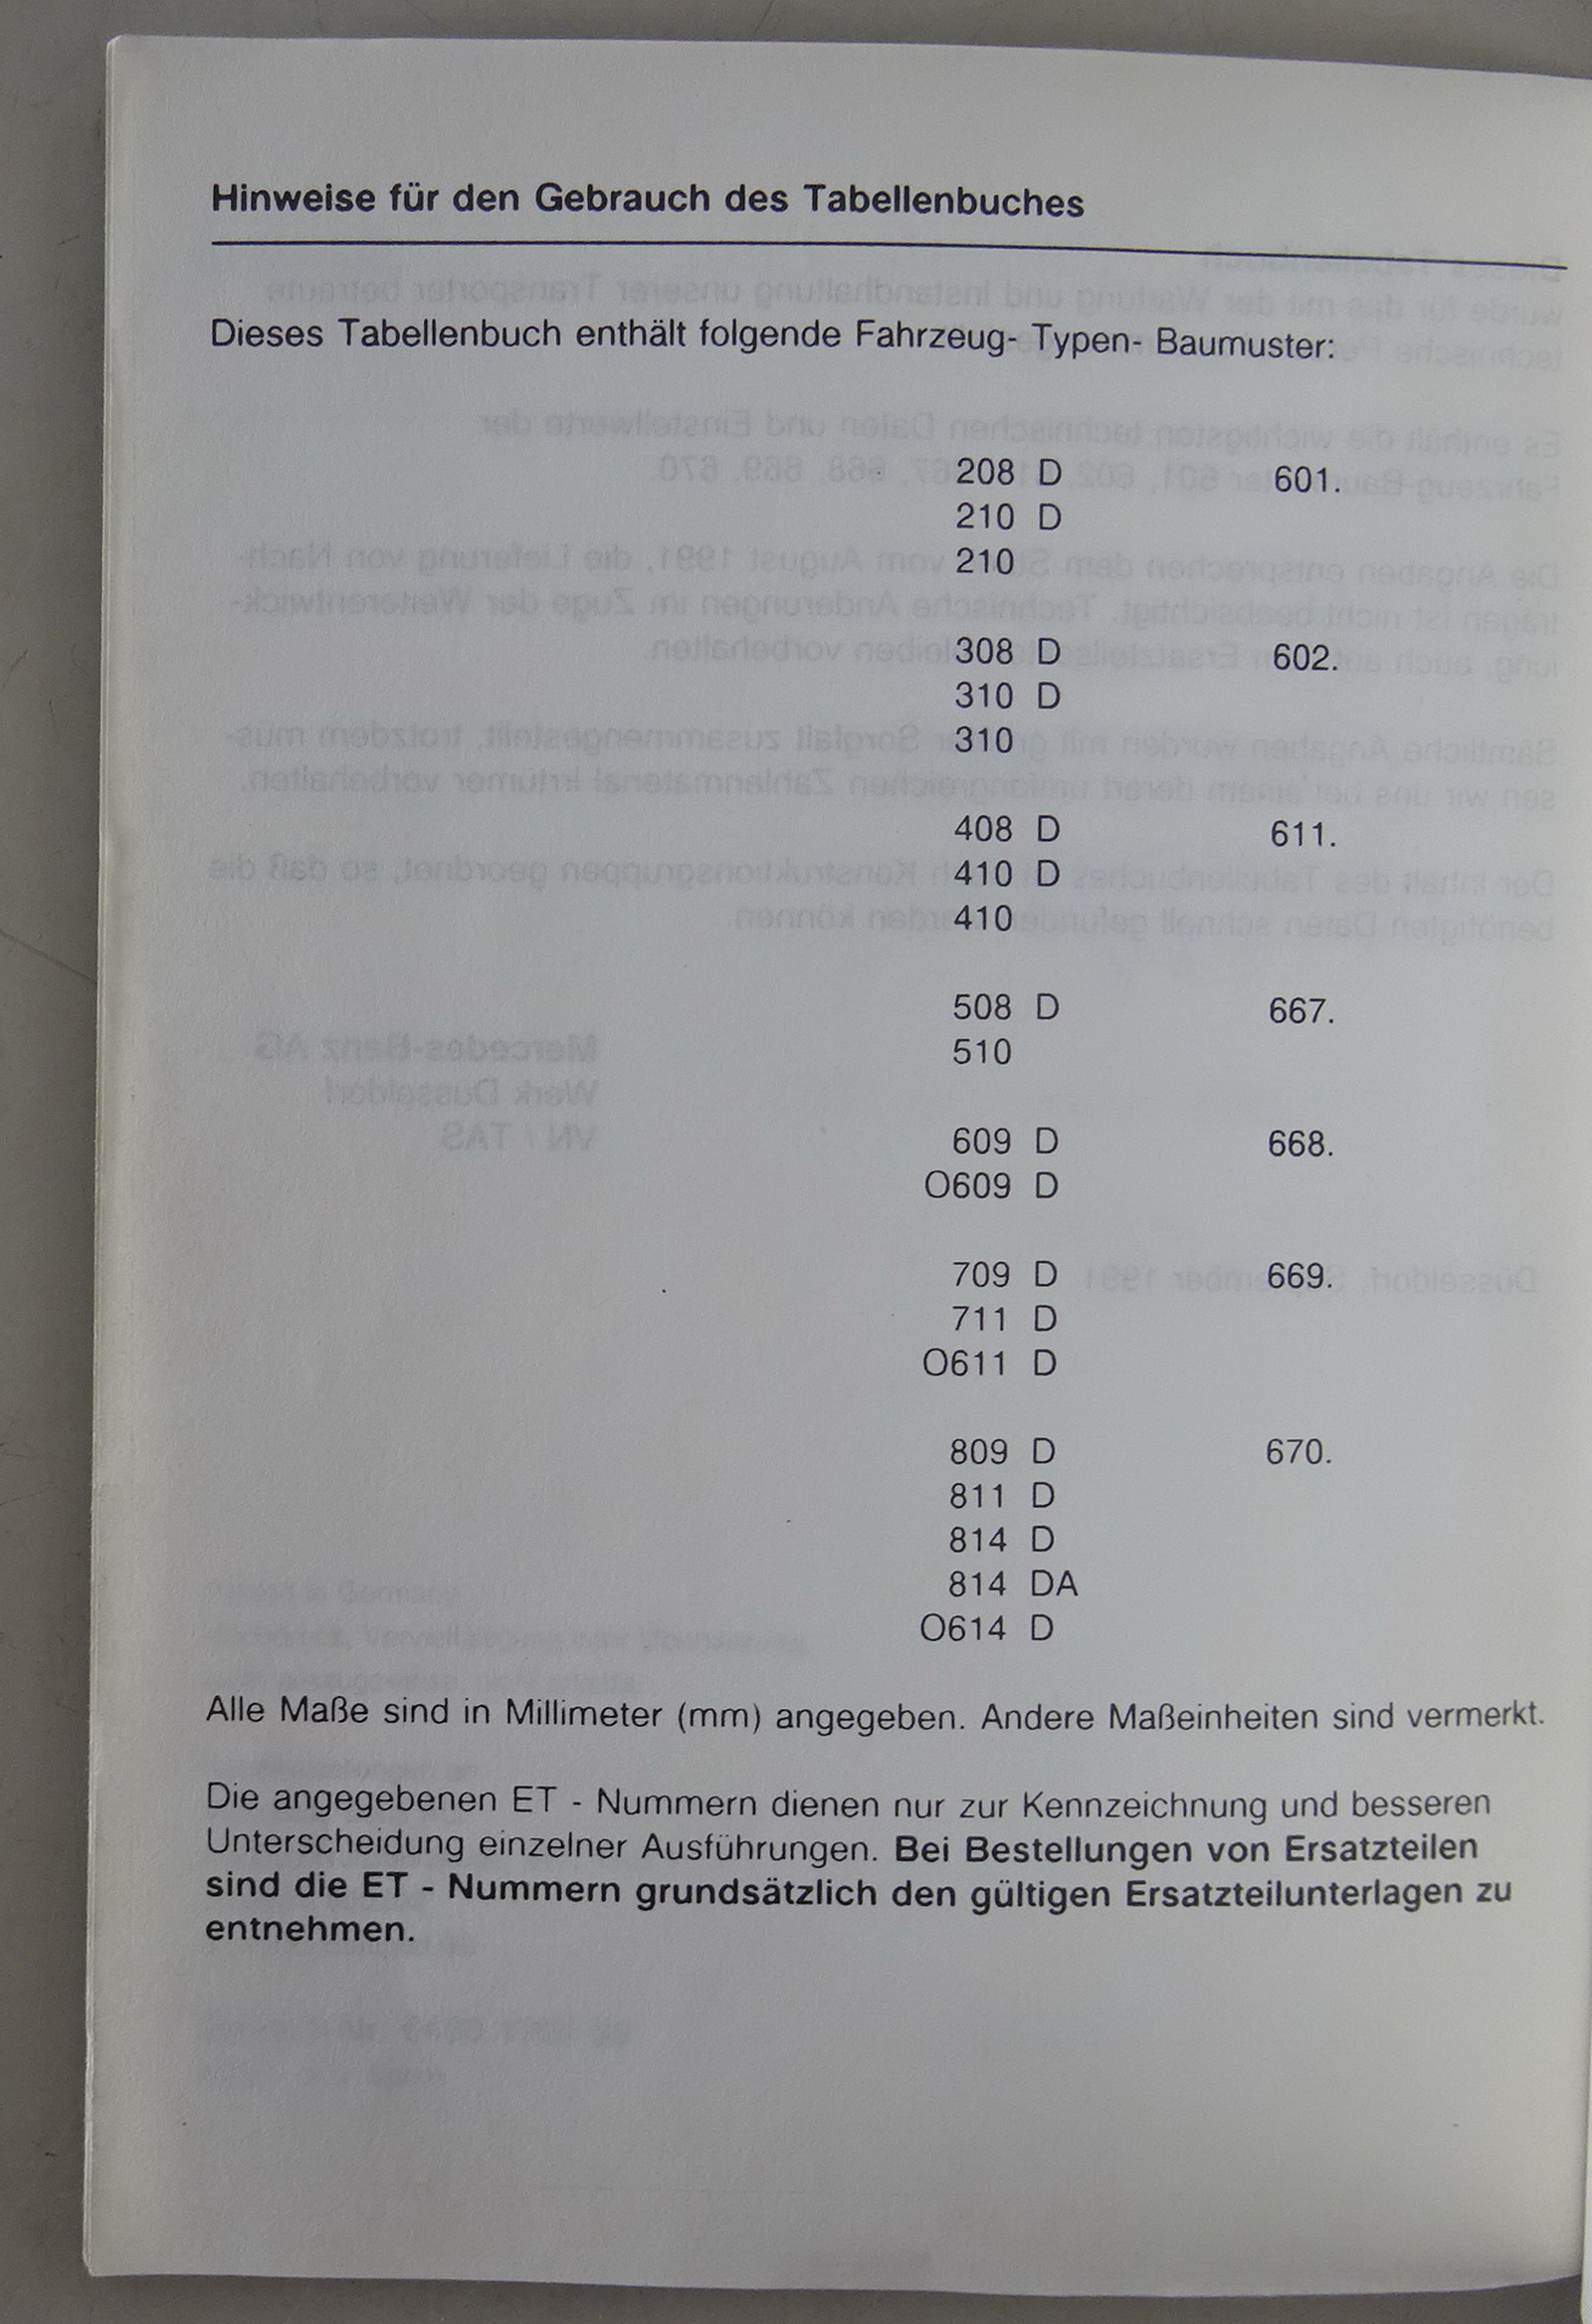 Hinweise für den Gebrauch des Tabellenbuches
Dieses Tabellenbuch enthält folgende Fahrzeug- Typen- Baumuster:
208 D 601.
210 D
210
308 D 602.
310 D
310
408 D 611.
410 D
410
508 D 667.
510
609 D 668.
O609 D
709 D 669.
711 D
O611 D
809 D 670.
811 D
814 D
814 DA
O614 D
Alle Maße sind in Millimeter (mm) angegeben. Andere Maßeinheiten sind vermerkt.
Die angegebenen ET - Nummern dienen nur zur Kennzeichnung und besseren
Unterscheidung einzelner Ausführungen. Bei Bestellungen von Ersatzteilen
sind die ET - Nummern grundsätzlich den gültigen Ersatzteilunterlagen zu
entnehmen.